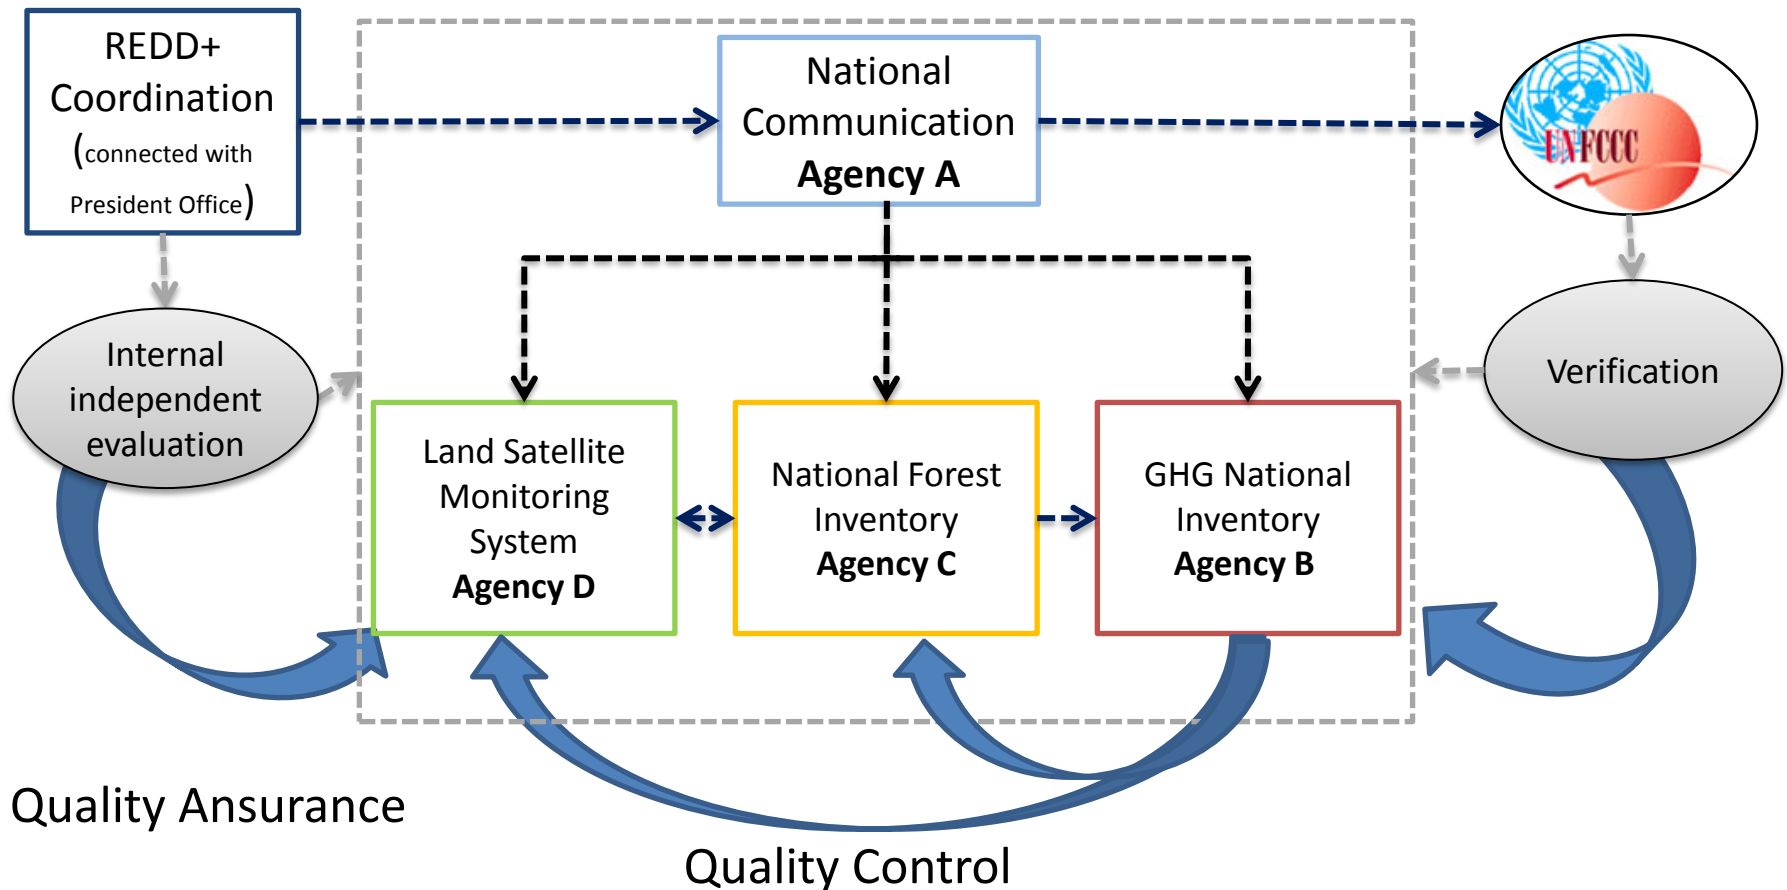 REDD+
Coordination
(connected with
President Office)
National
Communication
Agency A
UNFCCC
Internal
independent
evaluation
Verification
Land Satellite
Monitoring
System
Agency D
National Forest
Inventory
Agency C
GHG National
Inventory
Agency B
Quality Ansurance
Quality Control